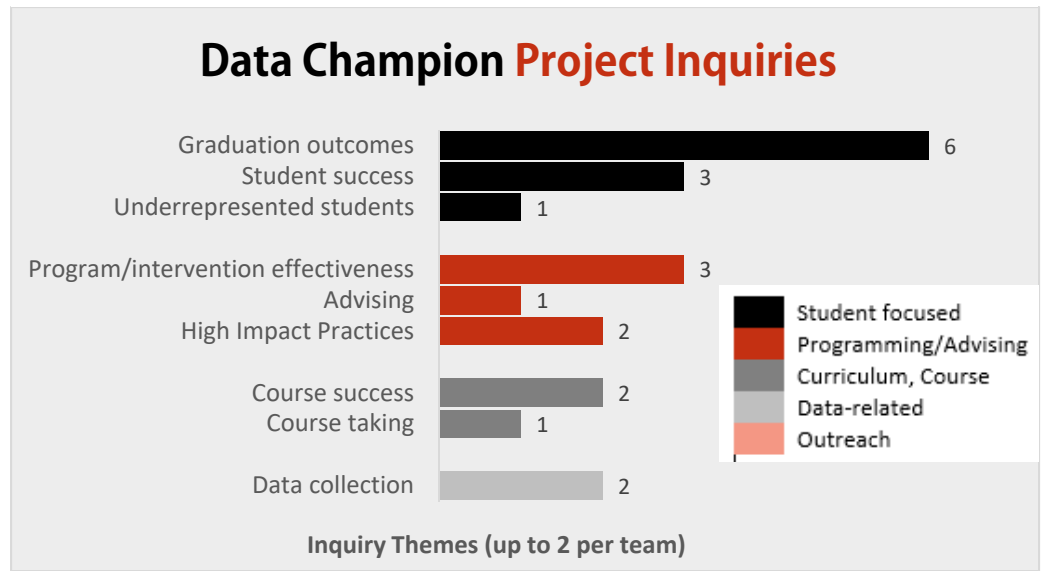 Data Champion Project Inquiries
Graduation outcomes 6
Student success 3
Underrepresented students 1
Program/intervention effectiveness 3
Advising 1
High Impact Practices 2
Course success 2
Course taking 1
Data collection 2
Student focused
Programming/Advising
Curriculum, Course
Data-related
Outreach
Inquiry Themes (up to 2 per team)